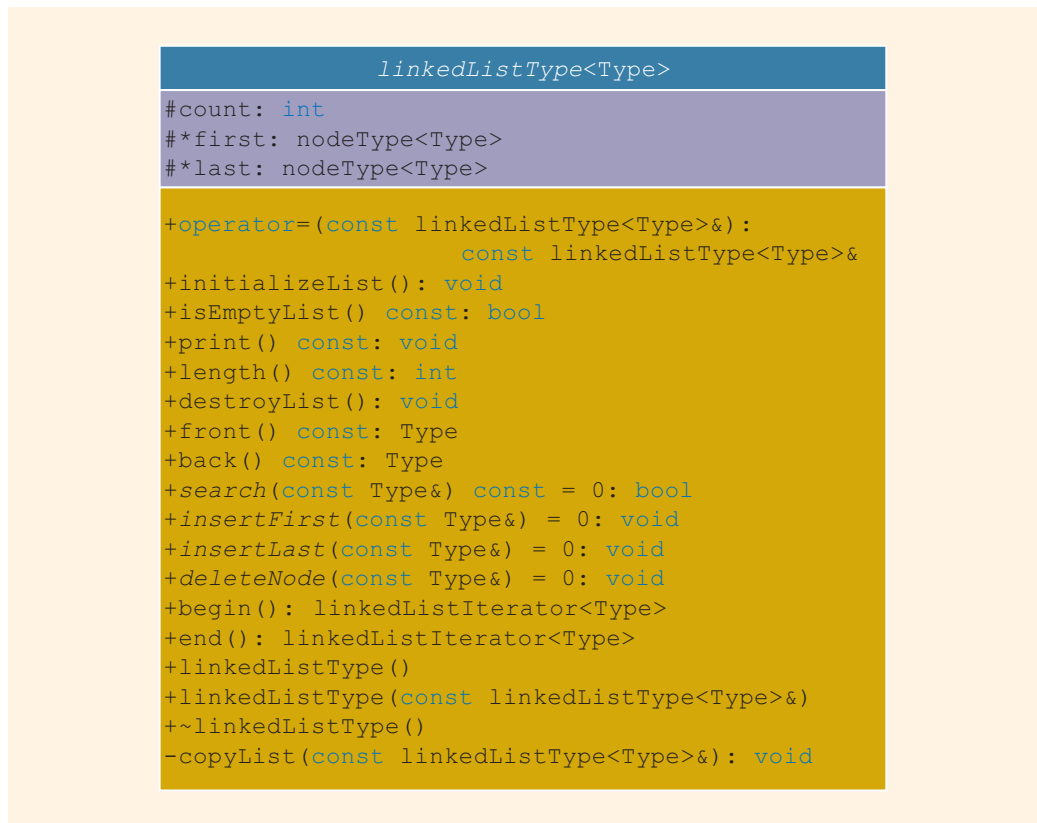 linkedListType<Type>
#count: int
#*first: nodeType<Type>
#*last: nodeType<Type>
+operator=(const linkedListType<Type>&):
const linkedListType<Type>&
+initializeList(): void
+isEmptyList() const: bool
+print() const: void
+length() const: int
+destroyList(): void
+front() const: Type
+back() const: Type
+search(const Type&) const = 0: bool
+insertFirst(const Type&) = 0: void
+insertLast(const Type&) = 0: void
+deleteNode(const Type&) = 0: void
+begin(): linkedListIterator<Type>
+end(): linkedListIterator<Type>
+linkedListType()
+linkedListType(const linkedListType<Type>&)
+~linkedListType()
-copyList(const linkedListType<Type>&): void